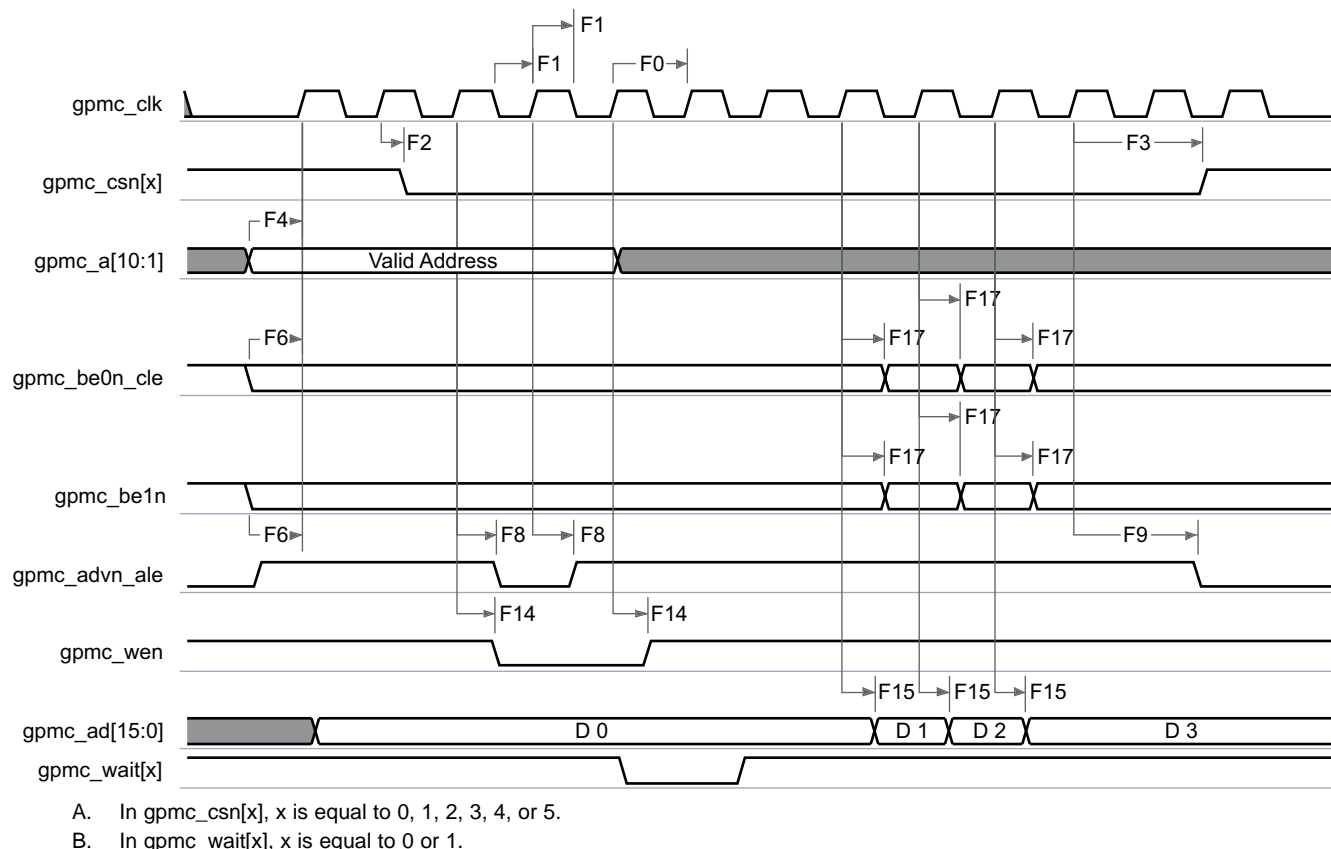 F1
F1
F0
gpmc_clk
F2
F3
gpmc_csn[x]
F4
gpmc_a[10:1]
Valid Address
F17
F6
F17
F17
gpmc_be0n_cle
F17
F17
F17
gpmc_be1n
F6
F8
F8
F9
gpmc_advn_ale
F14
F14
gpmc_wen
F15
F15
F15
gpmc_ad[15:0]
D 0
D 1
D 2
D 3
gpmc_wait[x]
A. In gpmc_csn[x], x is equal to 0, 1, 2, 3, 4, or 5.
B. In gpmc_wait[x], x is equal to 0 or 1.